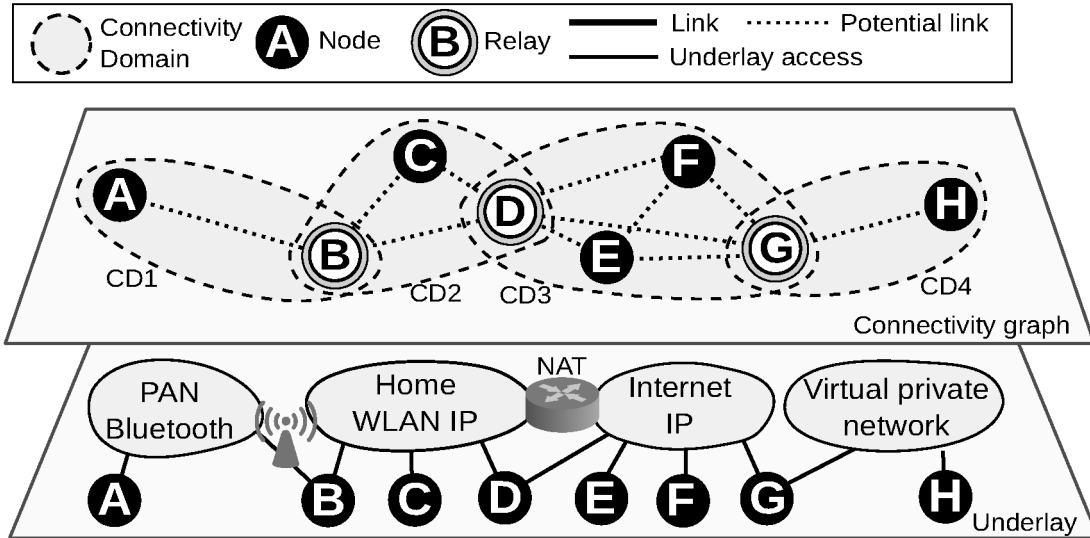 Connectivity
Domain
A
Node
B
Relay
Link
Potential link
Underlay access
A
B
C
D
E
F
G
H
CD1
CD2
CD3
CD4
Connectivity graph
PAN
Bluetooth
Home
WLAN IP
NAT
Internet
IP
Virtual private
network
A
B
C
D
E
F
G
H
Underlay